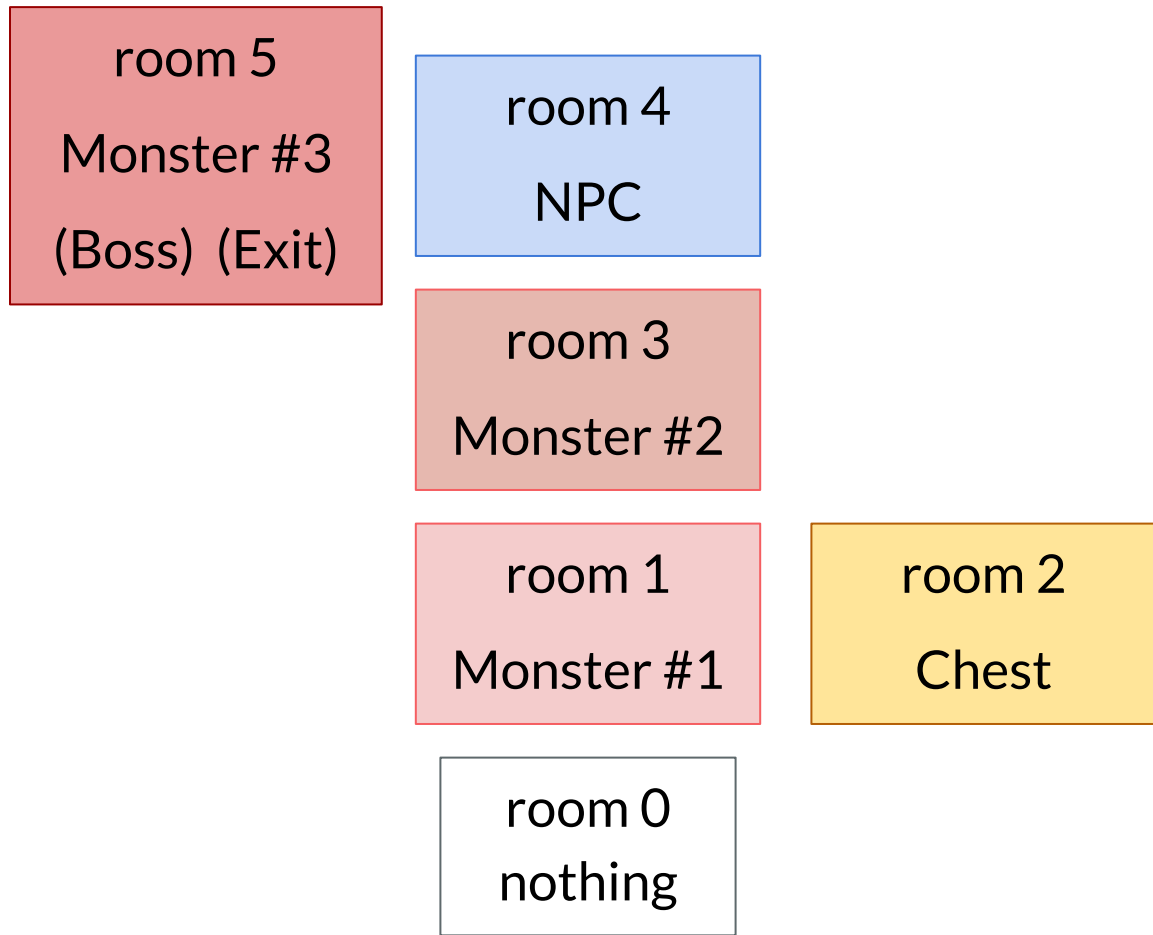 room 5
Monster #3
(Boss) (Exit)
room 4
NPC
room 3
Monster #2
room 1
Monster #1
room 2
Chest
room 0
nothing